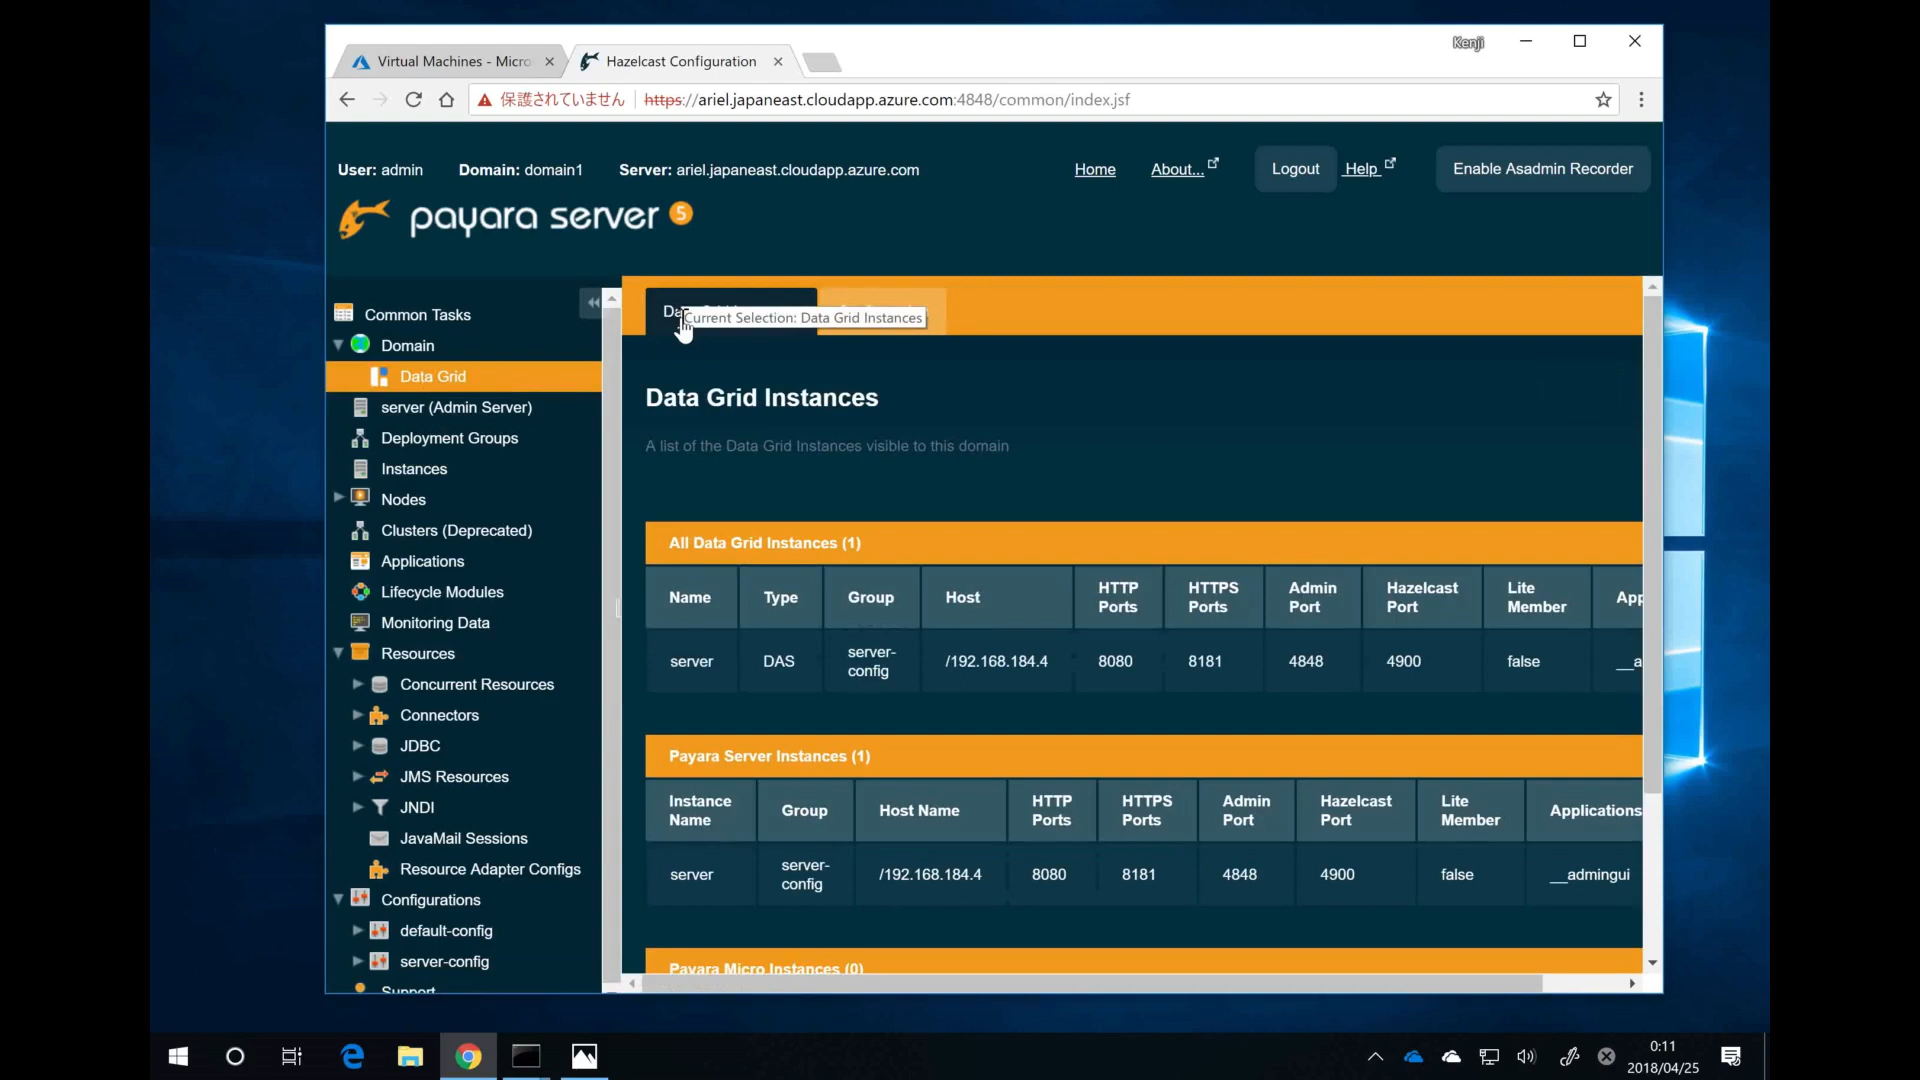 Kenji
Virtual Machines - Micro
Hazelcast Configuration
保護されていません
https://ariel.japaneast.cloudapp.azure.com:4848/common/index.jsf
User: admin
Domain: domain1
Server: ariel.japaneast.cloudapp.azure.com
Home
About...
Logout
Help
Enable Asadmin Recorder
payara server 5
Common Tasks
Domain
Data Grid
server (Admin Server)
Deployment Groups
Instances
Nodes
Clusters (Deprecated)
Applications
Lifecycle Modules
Monitoring Data
Resources
Concurrent Resources
Connectors
JDBC
JMS Resources
JNDI
JavaMail Sessions
Resource Adapter Configs
Configurations
default-config
server-config
Support
Current Selection: Data Grid Instances
Data Grid Instances
A list of the Data Grid Instances visible to this domain
All Data Grid Instances (1)
Name Type Group Host HTTP Ports HTTPS Ports Admin Port Hazelcast Port Lite Member App
server DAS server-config /192.168.184.4 8080 8181 4848 4900 false __a
Payara Server Instances (1)
Instance Name Group Host Name HTTP Ports HTTPS Ports Admin Port Hazelcast Port Lite Member Applications
server server-config /192.168.184.4 8080 8181 4848 4900 false __admingui
Payara Micro Instances (0)
0:11
2018/04/25